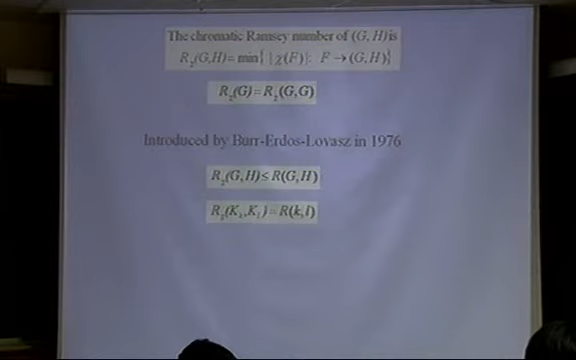 The chromatic Ramsey number of (G, H) is
R_χ(G,H)= min{ |χ(F)|: F → (G,H)}
R_χ(G)=R_χ(G,G)
Introduced by Burr-Erdos-Lovasz in 1976
R_χ(G,H) ≤ R(G,H)
R_χ(K_k,K_l)=R(k,l)